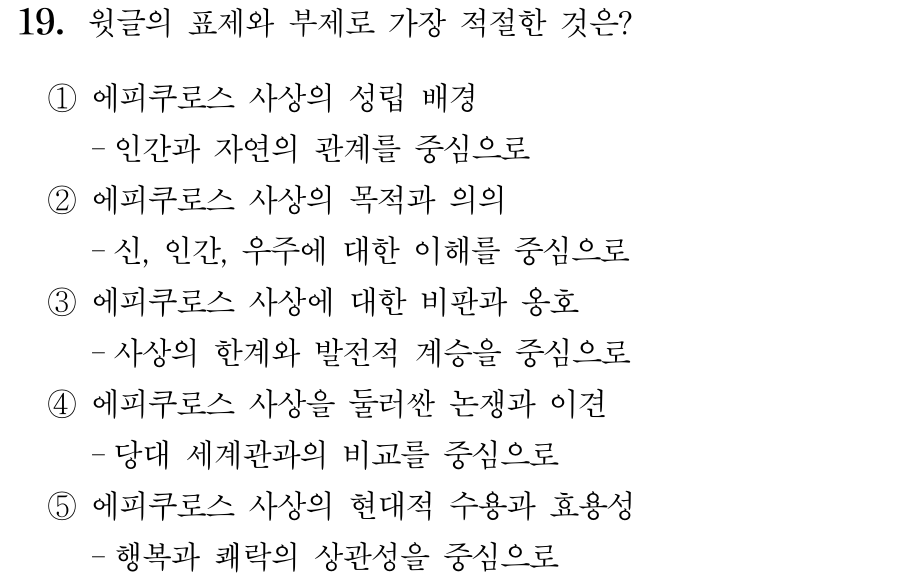 19. 윗글의 표제와 부제로 가장 적절한 것은?
① 에피쿠로스 사상의 성립 배경
- 인간과 자연의 관계를 중심으로
② 에피쿠로스 사상의 목적과 의의
- 신, 인간, 우주에 대한 이해를 중심으로
③ 에피쿠로스 사상에 대한 비판과 옹호
- 사상의 한계와 발전적 계승을 중심으로
④ 에피쿠로스 사상을 둘러싼 논쟁과 이견
- 당대 세계관과의 비교를 중심으로
⑤ 에피쿠로스 사상의 현대적 수용과 효용성
- 행복과 쾌락의 상관성을 중심으로